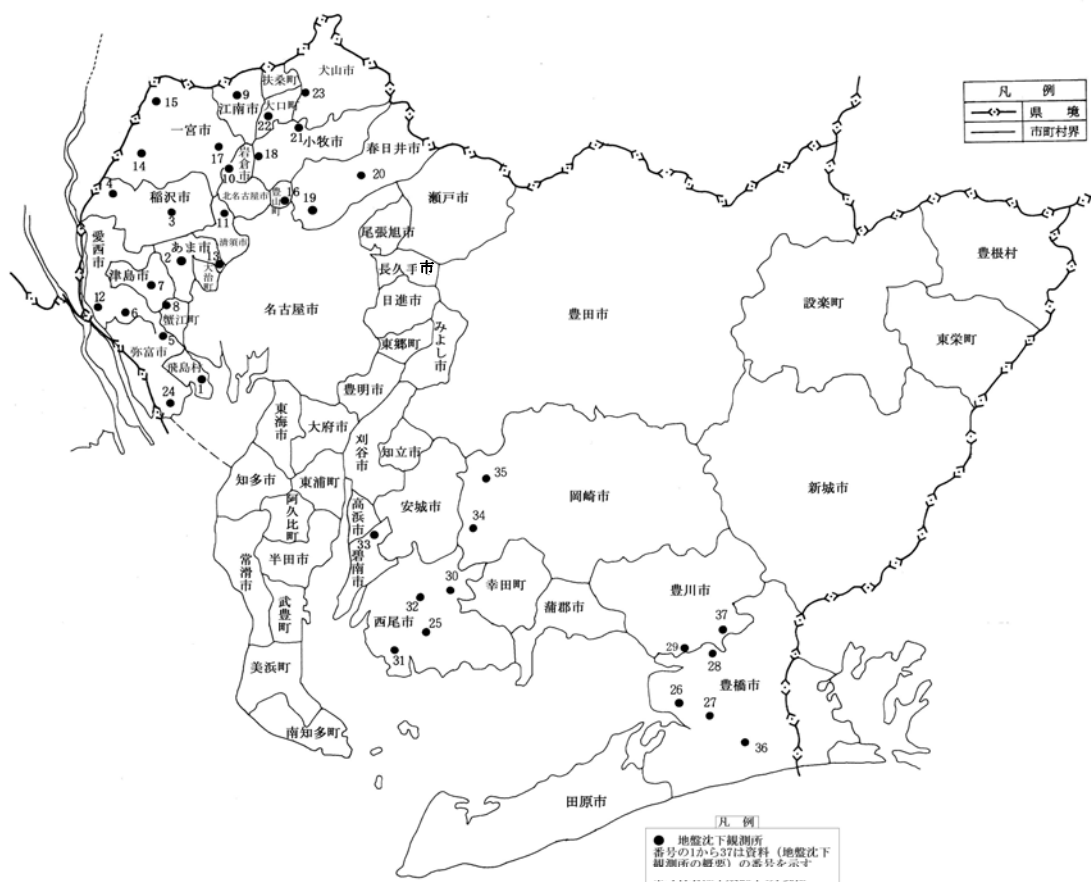 凡 例
県 境
市町村界
犬山市
扶桑町
23
9
江南市
大口町
22
15
一宮市
21
小牧市
17
岩倉市
18
春日井市
14
10
20
4
稲沢市
3
北名古屋市
豊山町
16
19
瀬戸市
11
清須市
尾張旭市
愛西市
あま市
2
13
大治町
長久手市
津島市
7
日進市
12
6
8
蟹江町
名古屋市
豊田市
設楽町
豊根村
東栄町
5
弥富市
東郷町
みよし市
飛島村
1
24
豊明市
東海市
大府市
刈谷市
知立市
知多市
東浦町
35
安城市
岡崎市
新城市
阿久比町
高浜市
34
33
半田市
碧南市
常滑市
武豊町
30
32
幸田町
西尾市
25
蒲郡市
豊川市
37
31
29
28
美浜町
豊橋市
26
27
南知多町
36
田原市
凡 例
● 地盤沈下観測所
番号の1から37は資料（地盤沈下
観測所の概要）の番号を示す